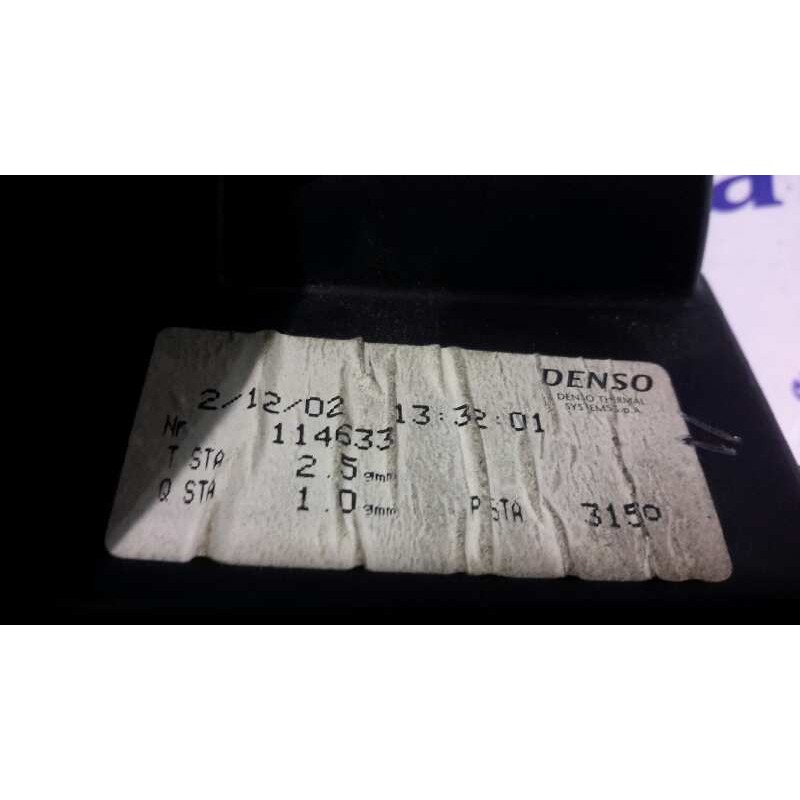 DENSO
DENSO THERMAL
SYSTEMS S.p.A.
2/12/02 13:32:01
Nr 114633
T STA 2.5 gmm
Q STA 1.0 gmm P STA 315°
a